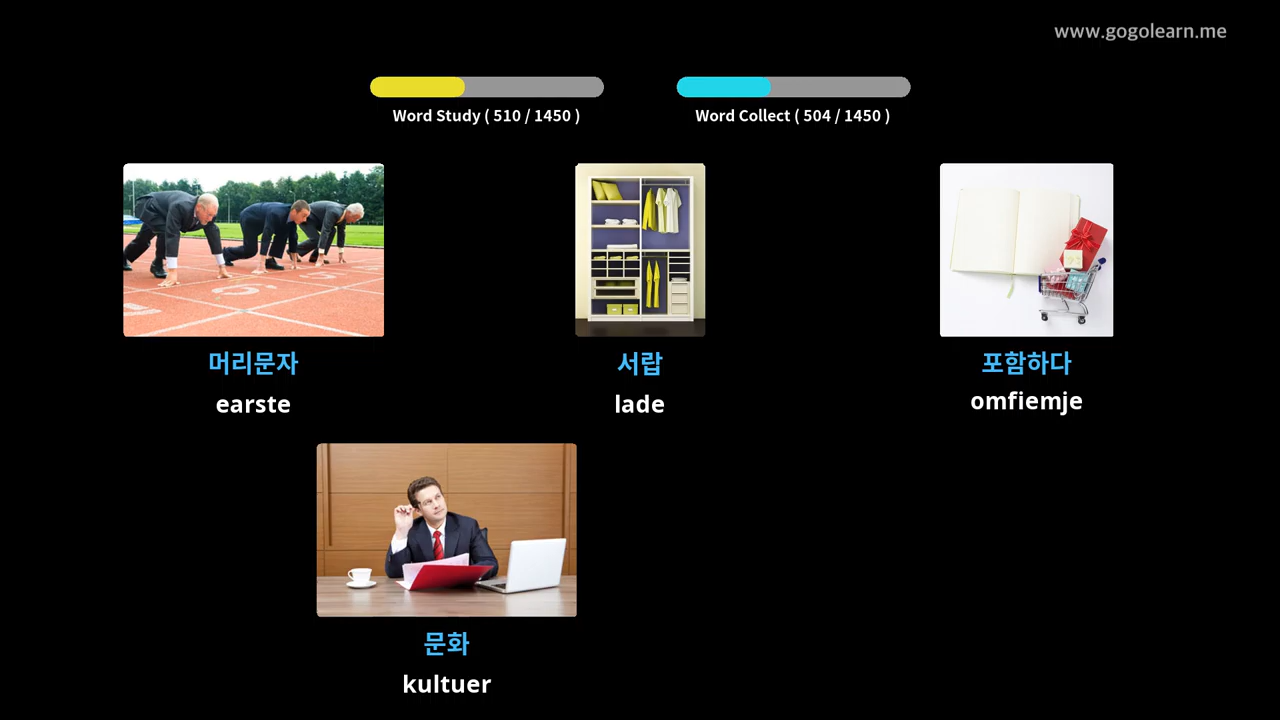 www.gogolearn.me
Word Study ( 510 / 1450 )
Word Collect ( 504 / 1450 )
머리문자
서랍
포함하다
earste
lade
omfiemje
문화
kultuer